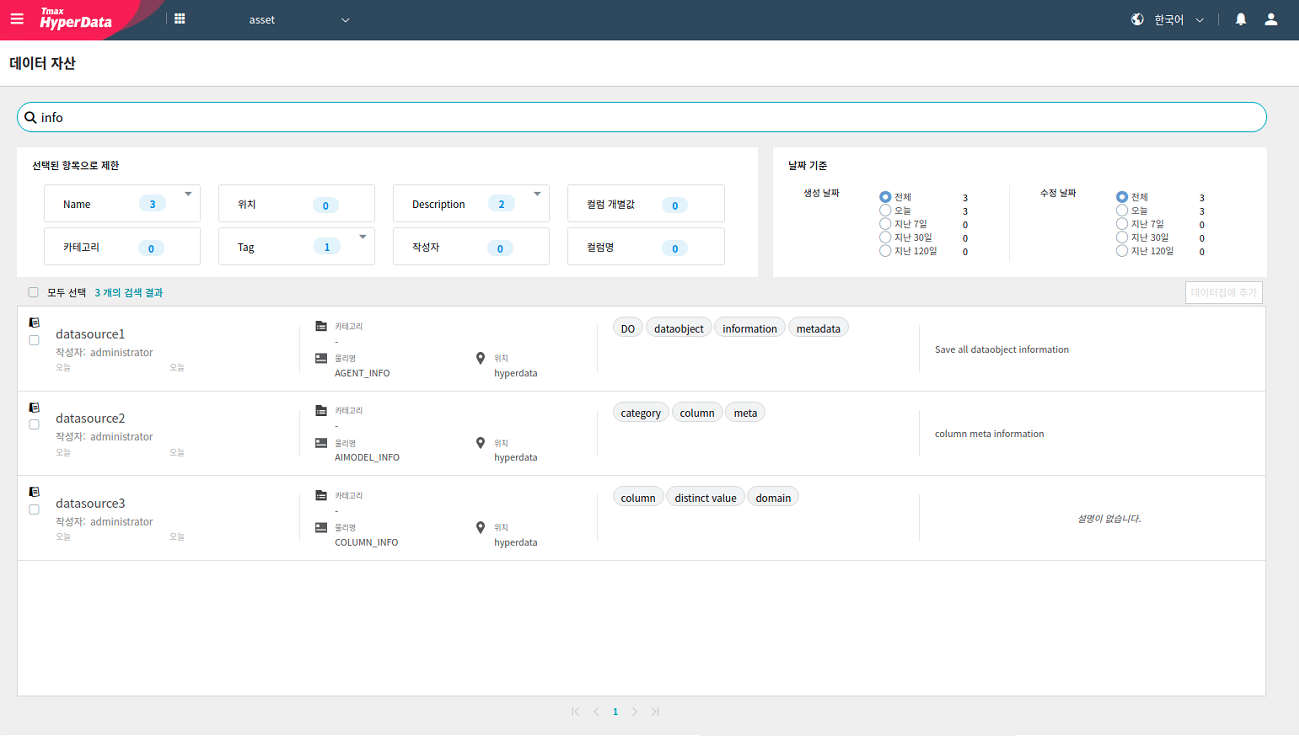 Tmax
HyperData
asset
한국어
데이터 자산
info
선택된 항목으로 제한
Name 3
위치 0
Description 2
컬럼 개별값 0
카테고리 0
Tag 1
작성자 0
컬럼명 0
날짜 기준
생성 날짜
전체 3
오늘 3
지난 7일 0
지난 30일 0
지난 120일 0
수정 날짜
전체 3
오늘 3
지난 7일 0
지난 30일 0
지난 120일 0
모두 선택 3 개의 검색 결과
데이터잡에 추가
datasource1
작성자: administrator
오늘 오늘
카테고리
-
물리명
AGENT_INFO
위치
hyperdata
DO dataobject information metadata
Save all dataobject information
datasource2
작성자: administrator
오늘 오늘
카테고리
-
물리명
AIMODEL_INFO
위치
hyperdata
category column meta
column meta information
datasource3
작성자: administrator
오늘 오늘
카테고리
-
물리명
COLUMN_INFO
위치
hyperdata
column distinct value domain
설명이 없습니다.
1